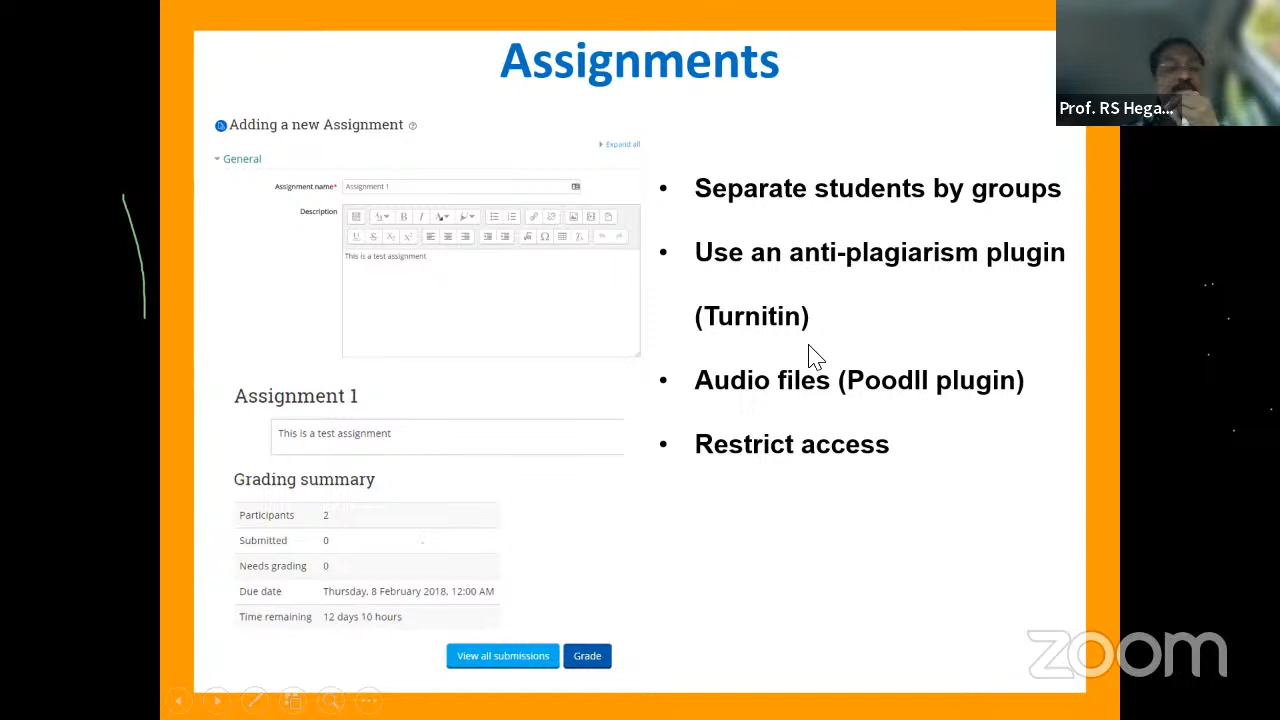 Assignments
Prof. RS Hega...
Adding a new Assignment
Expand all
General
Assignment name* Assignment 1
Description
This is a test assignment
Separate students by groups
Use an anti-plagiarism plugin
(Turnitin)
Audio files (Poodll plugin)
Restrict access
Assignment 1
This is a test assignment
Grading summary
Participants 2
Submitted 0
Needs grading 0
Due date Thursday, 8 February 2018, 12:00 AM
Time remaining 12 days 10 hours
View all submissions Grade
zoom